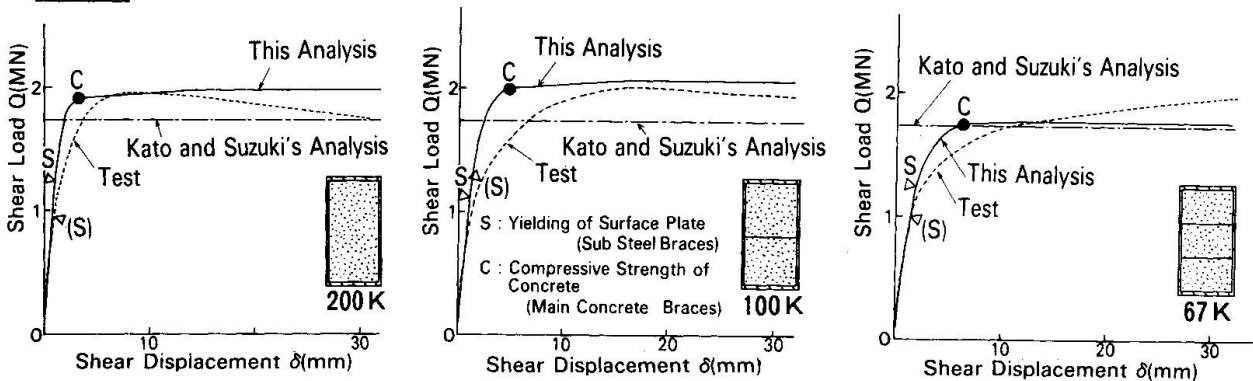 Shear Load Q(MN)
2
1
0
C
This Analysis
S
Kato and Suzuki's Analysis
Test
(S)
200K
10
20
30
Shear Displacement δ(mm)
Shear Load Q(MN)
2
1
0
C
This Analysis
Kato and Suzuki's Analysis
S
(S)
Test
S : Yielding of Surface Plate
(Sub Steel Braces)
C : Compressive Strength of
Concrete
(Main Concrete Braces)
100K
10
20
30
Shear Displacement δ(mm)
Shear Load Q(MN)
2
1
0
Kato and Suzuki's Analysis
C
S
This Analysis
Test
(S)
67K
10
20
30
Shear Displacement δ(mm)